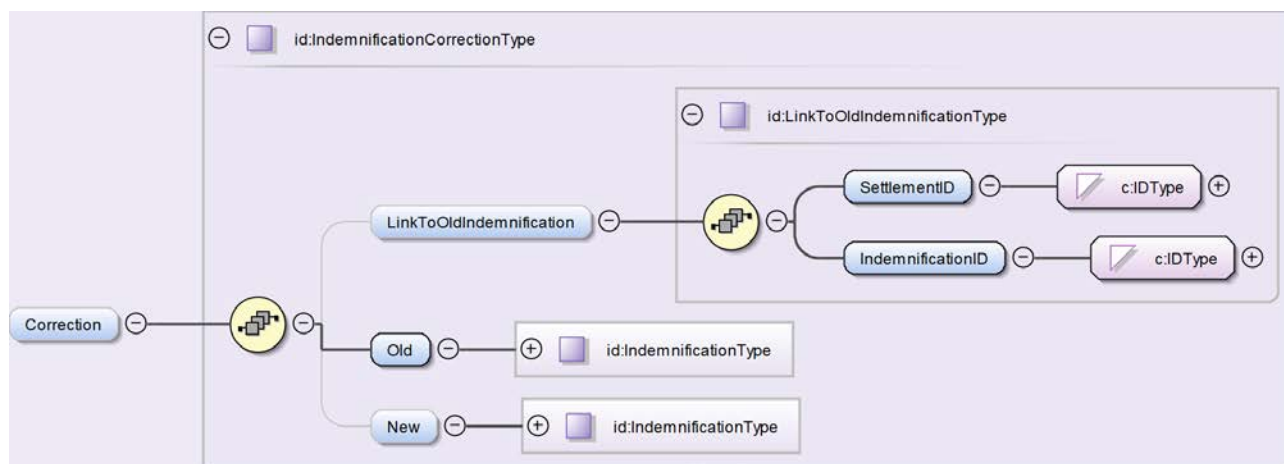 id:IndemnificationCorrectionType
id:LinkToOldIndemnificationType
SettlementID
c:IDType
LinkToOldIndemnification
IndemnificationID
c:IDType
Correction
Old
id:IndemnificationType
New
id:IndemnificationType